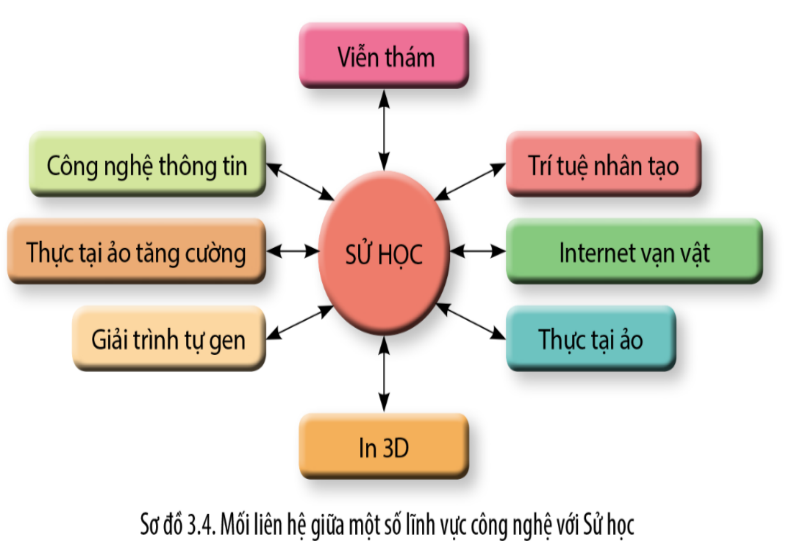 Viễn thám
Công nghệ thông tin
Trí tuệ nhân tạo
Thực tại ảo tăng cường
SỬ HỌC
Internet vạn vật
Giải trình tự gen
Thực tại ảo
In 3D
Sơ đồ 3.4. Mối liên hệ giữa một số lĩnh vực công nghệ với Sử học